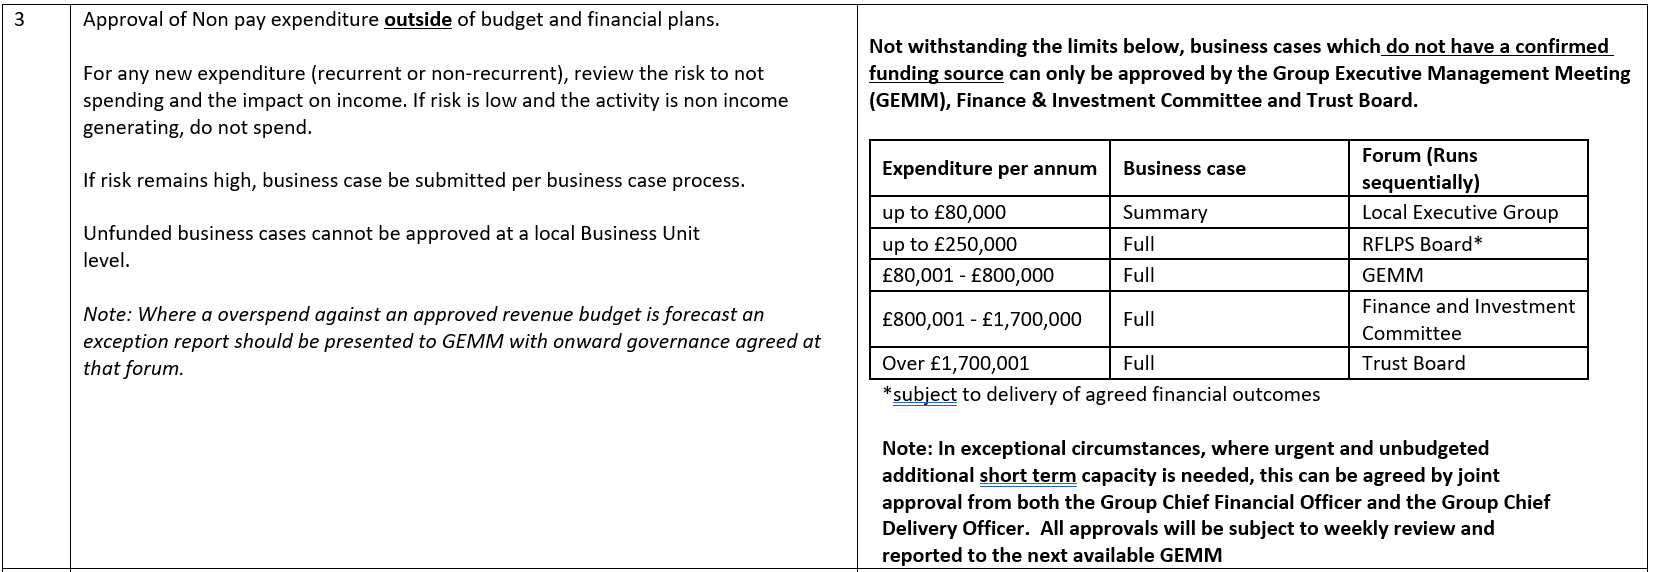 3
Approval of Non pay expenditure outside of budget and financial plans.
For any new expenditure (recurrent or non-recurrent), review the risk to not
spending and the impact on income. If risk is low and the activity is non income
generating, do not spend.
If risk remains high, business case be submitted per business case process.
Unfunded business cases cannot be approved at a local Business Unit
level.
Note: Where a overspend against an approved revenue budget is forecast an
exception report should be presented to GEMM with onward governance agreed at
that forum.
Not withstanding the limits below, business cases which do not have a confirmed
funding source can only be approved by the Group Executive Management Meeting
(GEMM), Finance & Investment Committee and Trust Board.
Expenditure per annum Business case Forum (Runs
sequentially)
up to £80,000 Summary Local Executive Group
up to £250,000 Full RFLPS Board*
£80,001 - £800,000 Full GEMM
£800,001 - £1,700,000 Full Finance and Investment
Committee
Over £1,700,001 Full Trust Board
*subject to delivery of agreed financial outcomes
Note: In exceptional circumstances, where urgent and unbudgeted
additional short term capacity is needed, this can be agreed by joint
approval from both the Group Chief Financial Officer and the Group Chief
Delivery Officer.  All approvals will be subject to weekly review and
reported to the next available GEMM